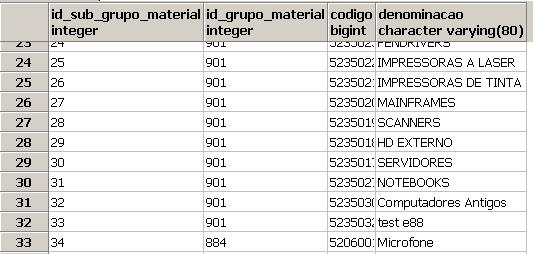 id_sub_grupo_material id_grupo_material codigo denominacao
integer integer bigint character varying(80)
23 24 901 PENDRIVERS
24 25 901 523502 IMPRESSORAS A LASER
25 26 901 523502 IMPRESSORAS DE TINTA
26 27 901 523502 MAINFRAMES
27 28 901 523501 SCANNERS
28 29 901 523501 HD EXTERNO
29 30 901 523501 SERVIDORES
30 31 901 523502 NOTEBOOKS
31 32 901 523503 Computadores Antigos
32 33 901 523503 test e88
33 34 884 520600 Microfone